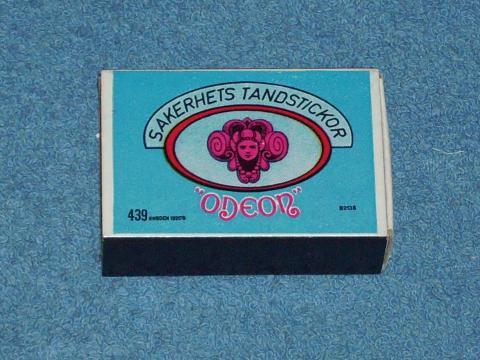 SAKERHETS TANDSTICKOR
"ODEON"
439